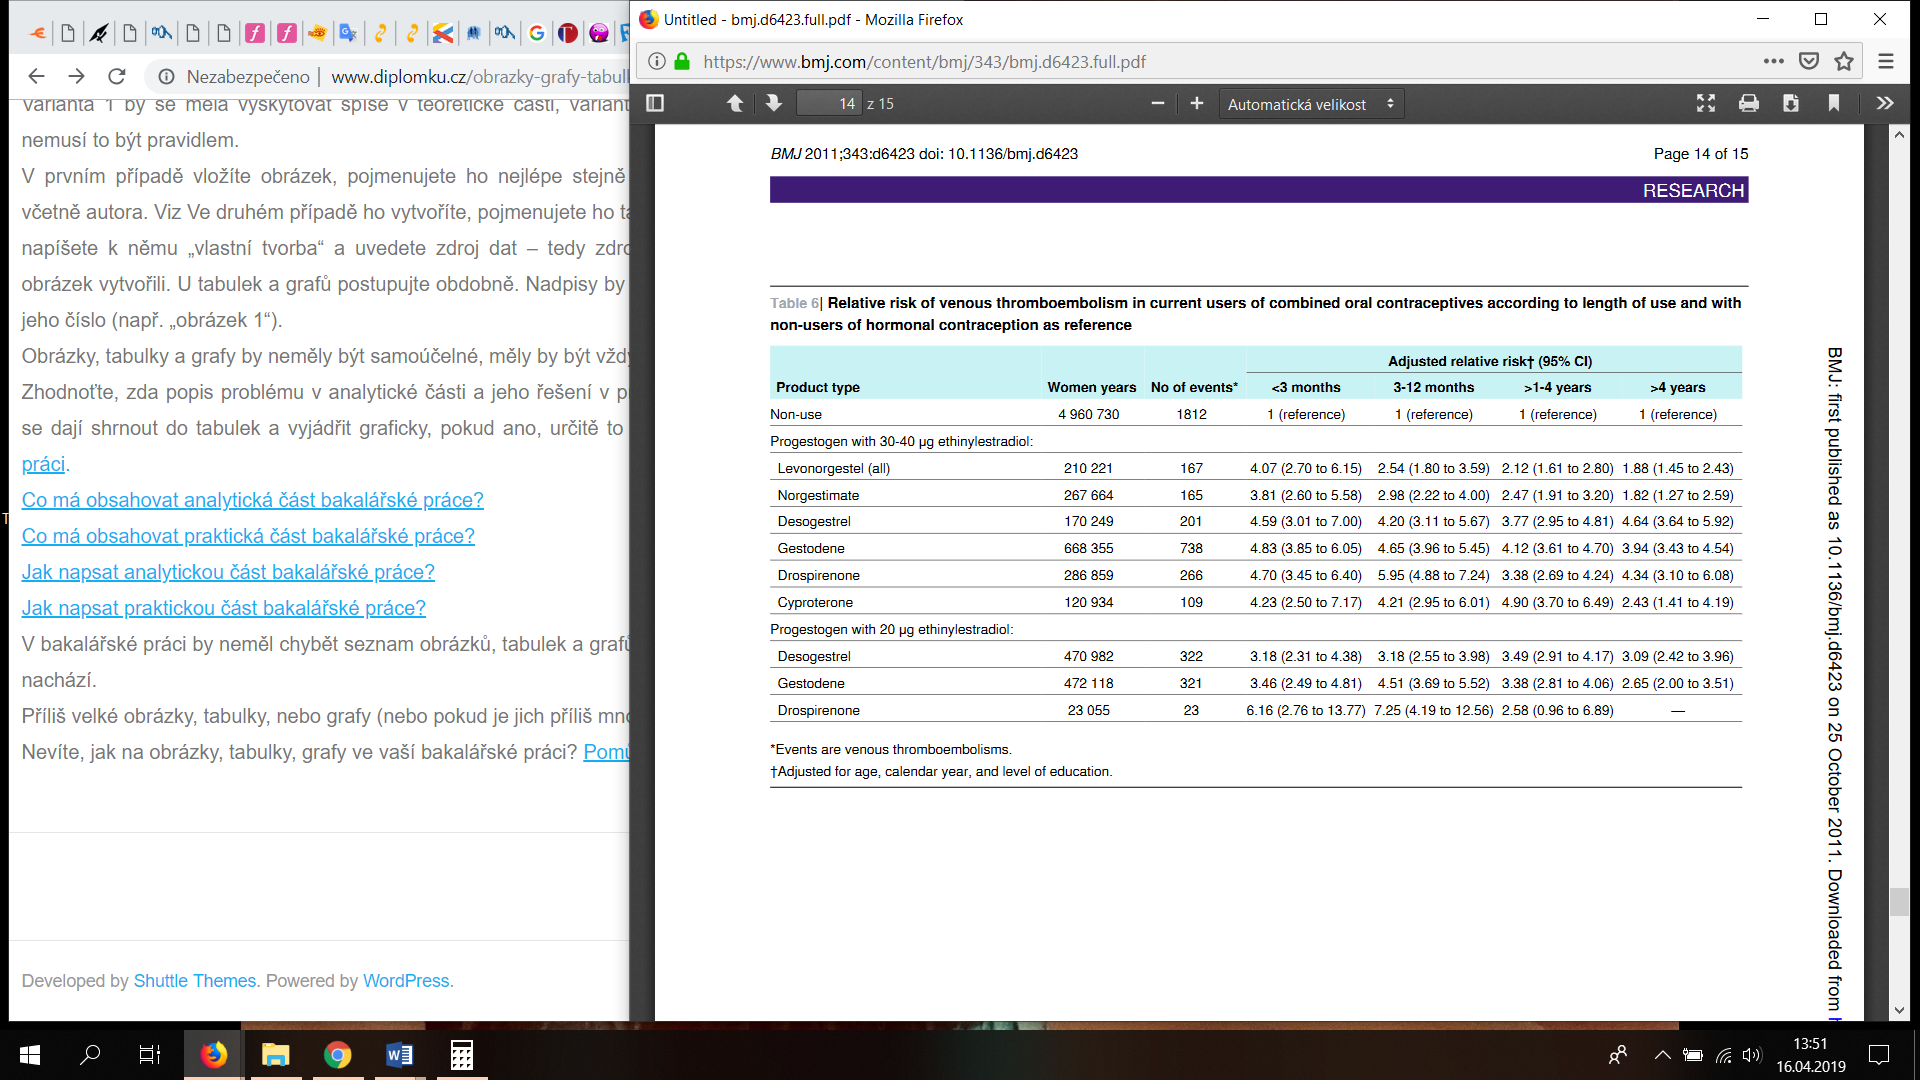 Nezabezpečeno | www.diplomku.cz/obrazky-grafy-tabull
Varianta 1 by se měla vyskytovat spíše v teoretické části, variant
nemusí to být pravidlem.
V prvním případě vložíte obrázek, pojmenujete ho nejlépe stejně
včetně autora. Viz Ve druhém případě ho vytvoříte, pojmenujete ho ta
napíšete k němu „vlastní tvorba“ a uvedete zdroj dat – tedy zdro
obrázek vytvořili. U tabulek a grafů postupujte obdobně. Nadpisy by
jeho číslo (např. „obrázek 1“).
Obrázky, tabulky a grafy by neměly být samoúčelné, měly by být vždy
Zhodnoťte, zda popis problému v analytické části a jeho řešení v p
se dají shrnout do tabulek a vyjádřit graficky, pokud ano, určitě to
práci.
Co má obsahovat analytická část bakalářské práce?
Co má obsahovat praktická část bakalářské práce?
Jak napsat analytickou část bakalářské práce?
Jak napsat praktickou část bakalářské práce?
V bakalářské práci by neměl chybět seznam obrázků, tabulek a grafů
nachází.
Příliš velké obrázky, tabulky, nebo grafy (nebo pokud je jich příliš mno
Nevíte, jak na obrázky, tabulky, grafy ve vaší bakalářské práci? Pomů
Developed by Shuttle Themes. Powered by WordPress.
Untitled - bmj.d6423.full.pdf - Mozilla Firefox
https://www.bmj.com/content/bmj/343/bmj.d6423.full.pdf
14 z 15 Automatická velikost
BMJ 2011;343:d6423 doi: 10.1136/bmj.d6423 Page 14 of 15
RESEARCH
Table 6| Relative risk of venous thromboembolism in current users of combined oral contraceptives according to length of use and with
non-users of hormonal contraception as reference
Adjusted relative risk† (95% CI)
Product type Women years No of events* <3 months 3-12 months >1-4 years >4 years
Non-use 4 960 730 1812 1 (reference) 1 (reference) 1 (reference) 1 (reference)
Progestogen with 30-40 µg ethinylestradiol:
Levonorgestel (all) 210 221 167 4.07 (2.70 to 6.15) 2.54 (1.80 to 3.59) 2.12 (1.61 to 2.80) 1.88 (1.45 to 2.43)
Norgestimate 267 664 165 3.81 (2.60 to 5.58) 2.98 (2.22 to 4.00) 2.47 (1.91 to 3.20) 1.82 (1.27 to 2.59)
Desogestrel 170 249 201 4.59 (3.01 to 7.00) 4.20 (3.11 to 5.67) 3.77 (2.95 to 4.81) 4.64 (3.64 to 5.92)
Gestodene 668 355 738 4.83 (3.85 to 6.05) 4.65 (3.96 to 5.45) 4.12 (3.61 to 4.70) 3.94 (3.43 to 4.54)
Drospirenone 286 859 266 4.70 (3.45 to 6.40) 5.95 (4.88 to 7.24) 3.38 (2.69 to 4.24) 4.34 (3.10 to 6.08)
Cyproterone 120 934 109 4.23 (2.50 to 7.17) 4.21 (2.95 to 6.01) 4.90 (3.70 to 6.49) 2.43 (1.41 to 4.19)
Progestogen with 20 µg ethinylestradiol:
Desogestrel 470 982 322 3.18 (2.31 to 4.38) 3.18 (2.55 to 3.98) 3.49 (2.91 to 4.17) 3.09 (2.42 to 3.96)
Gestodene 472 118 321 3.46 (2.49 to 4.81) 4.51 (3.69 to 5.52) 3.38 (2.81 to 4.06) 2.65 (2.00 to 3.51)
Drospirenone 23 055 23 6.16 (2.76 to 13.77) 7.25 (4.19 to 12.56) 2.58 (0.96 to 6.89) —
*Events are venous thromboembolisms.
†Adjusted for age, calendar year, and level of education.
BMJ: first published as 10.1136/bmj.d6423 on 25 October 2011. Downloaded from h
13:51
16.04.2019